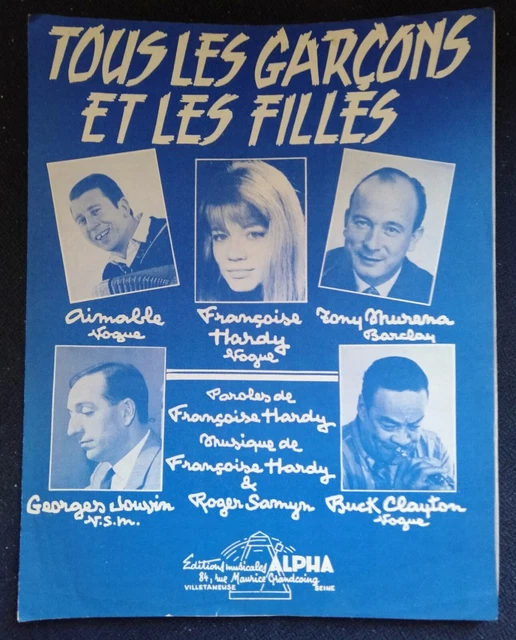 TOUS LES GARÇONS
ET LES FILLES
Aimable
Vogue
Françoise
Hardy
Vogue
Tony Murena
Barclay
Paroles de
Françoise Hardy
Musique de
Françoise Hardy
&
Roger Samyn
Georges Jouvin
V.S.M.
Buck Clayton
Vogue
Editions musicales ALPHA
84, rue Maurice Grandcoing
VILLETANEUSE SEINE